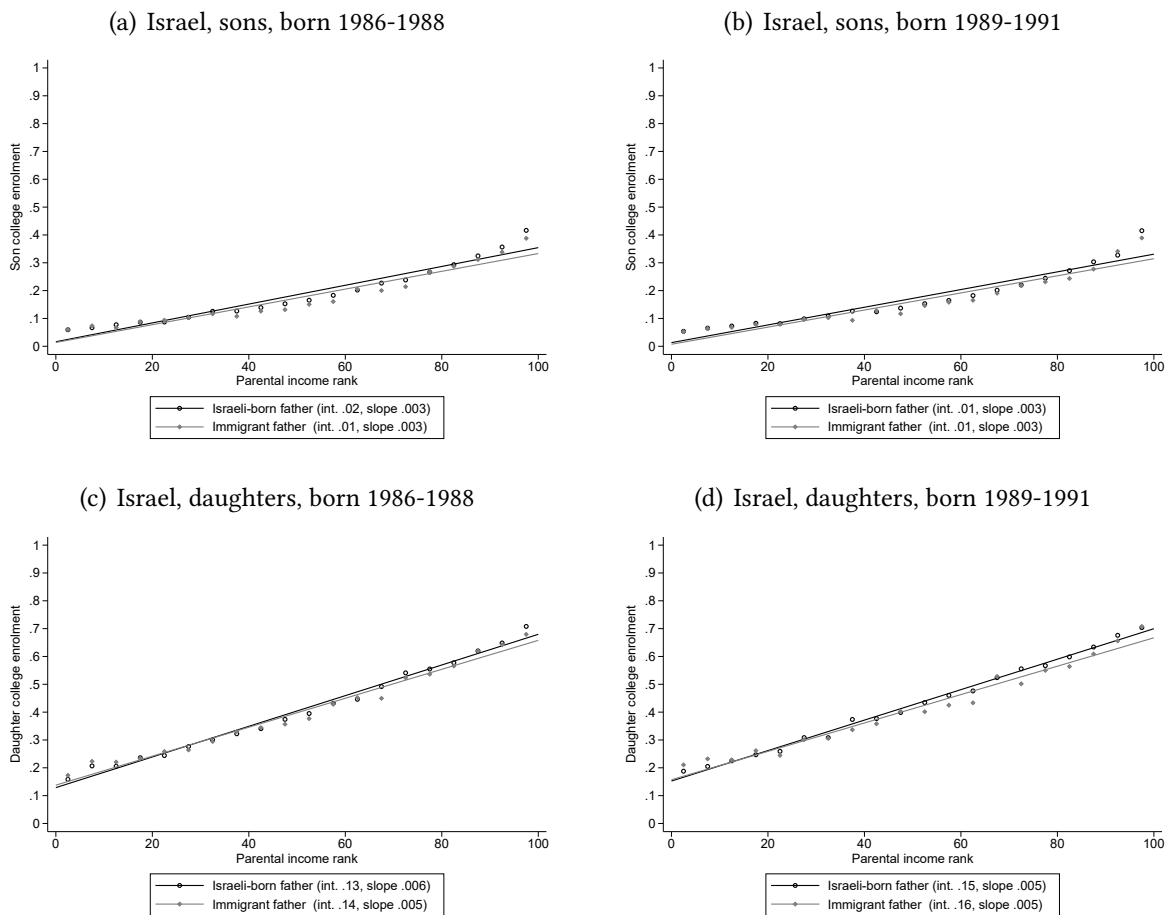 (a) Israel, sons, born 1986-1988
1
.9
.8
.7
.6
.5
.4
.3
.2
.1
0
Son college enrolment
0 20 40 60 80 100
Parental income rank
Israeli-born father (int. .02, slope .003)
Immigrant father (int. .01, slope .003)
(b) Israel, sons, born 1989-1991
1
.9
.8
.7
.6
.5
.4
.3
.2
.1
0
Son college enrolment
0 20 40 60 80 100
Parental income rank
Israeli-born father (int. .01, slope .003)
Immigrant father (int. .01, slope .003)
(c) Israel, daughters, born 1986-1988
1
.9
.8
.7
.6
.5
.4
.3
.2
.1
0
Daughter college enrolment
0 20 40 60 80 100
Parental income rank
Israeli-born father (int. .13, slope .006)
Immigrant father (int. .14, slope .005)
(d) Israel, daughters, born 1989-1991
1
.9
.8
.7
.6
.5
.4
.3
.2
.1
0
Daughter college enrolment
0 20 40 60 80 100
Parental income rank
Israeli-born father (int. .15, slope .005)
Immigrant father (int. .16, slope .005)